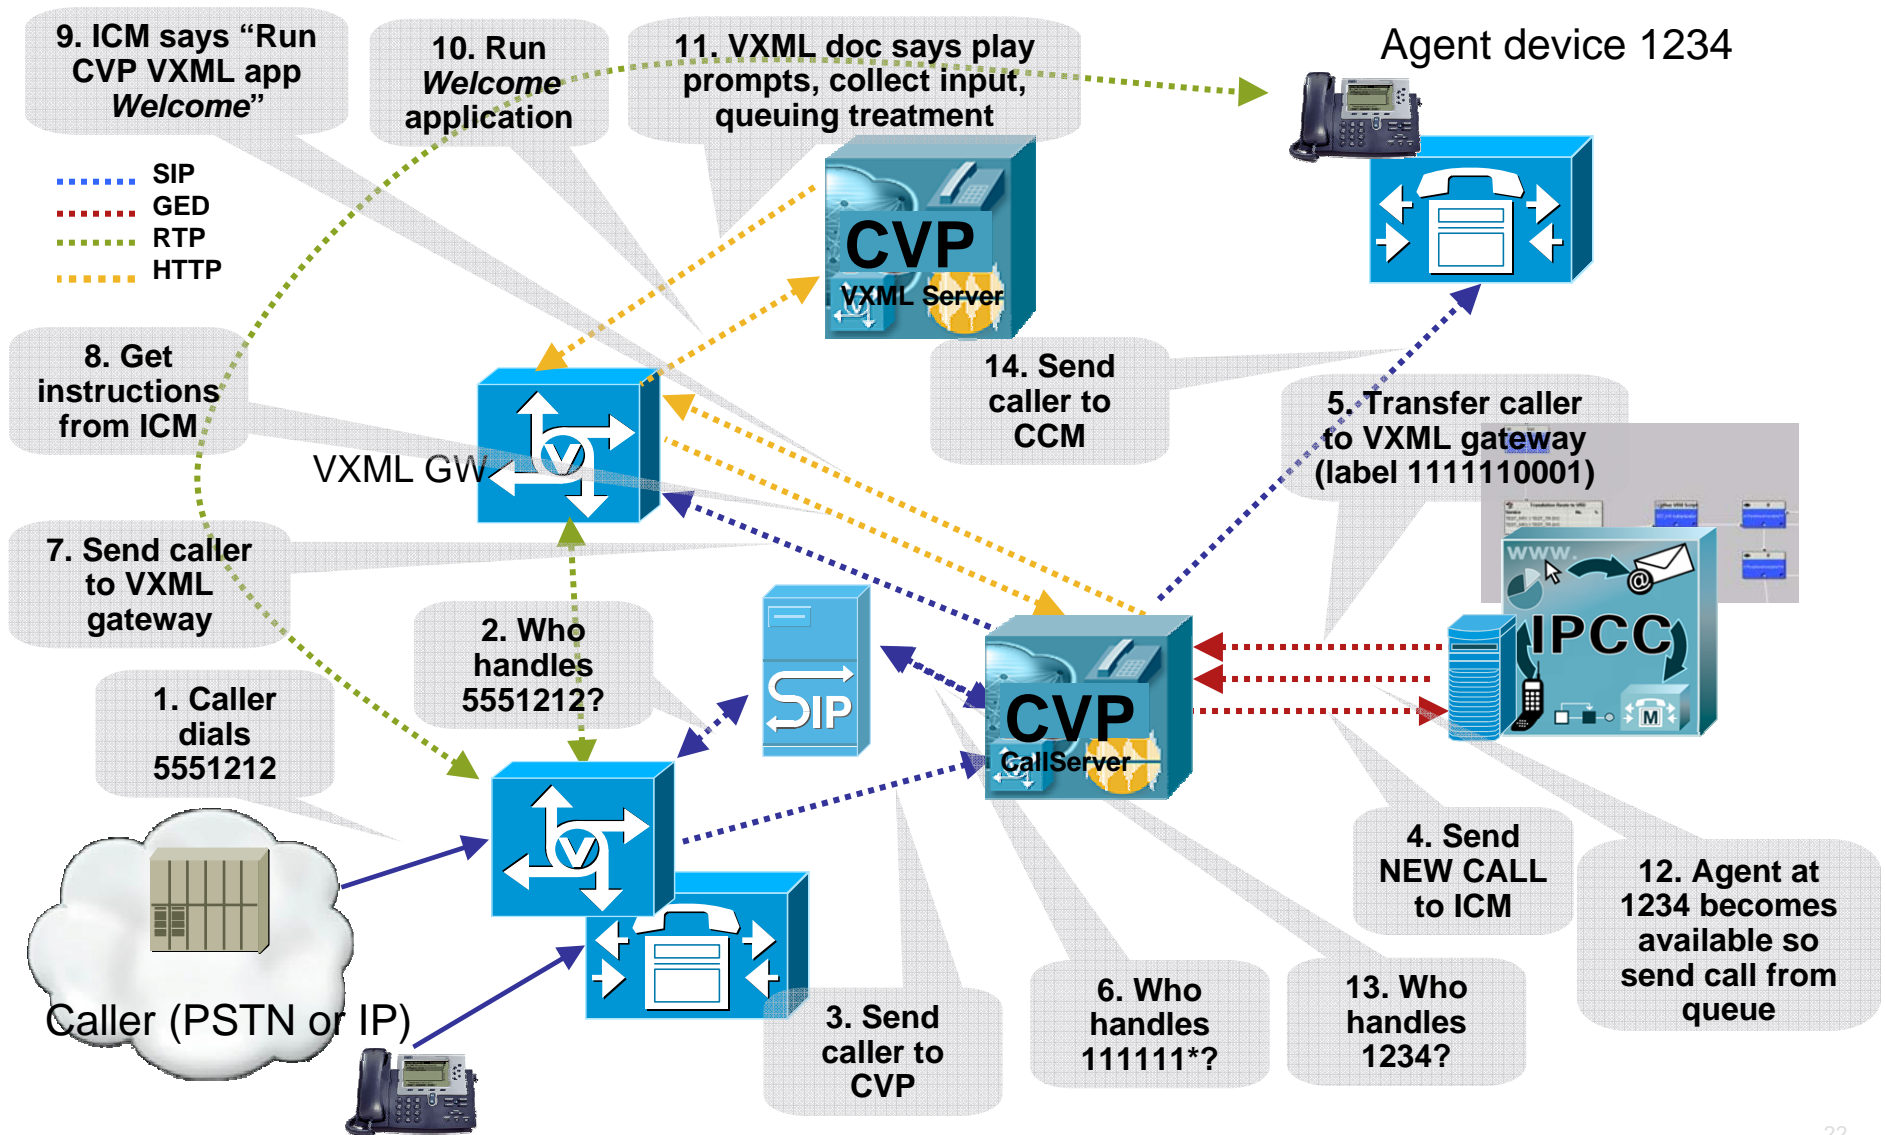 9. ICM says “Run
CVP VXML app
Welcome”
10. Run
Welcome
application
11. VXML doc says play
prompts, collect input,
queuing treatment
Agent device 1234
SIP
GED
RTP
HTTP
CVP
VXML Server
8. Get
instructions
from ICM
VXML GW
14. Send
caller to
CCM
5. Transfer caller
to VXML gateway
(label 1111110001)
7. Send caller
to VXML
gateway
2. Who
handles
5551212?
SIP
CVP
CallServer
www.
@
IPCC
M
1. Caller
dials
5551212
V
V
4. Send
NEW CALL
to ICM
12. Agent at
1234 becomes
available so
send call from
queue
Caller (PSTN or IP)
3. Send
caller to
CVP
6. Who
handles
111111*?
13. Who
handles
1234?
22